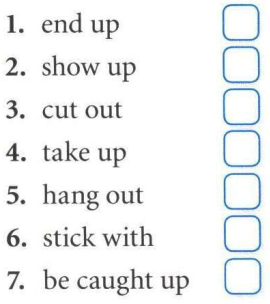 1. end up
2. show up
3. cut out
4. take up
5. hang out
6. stick with
7. be caught up